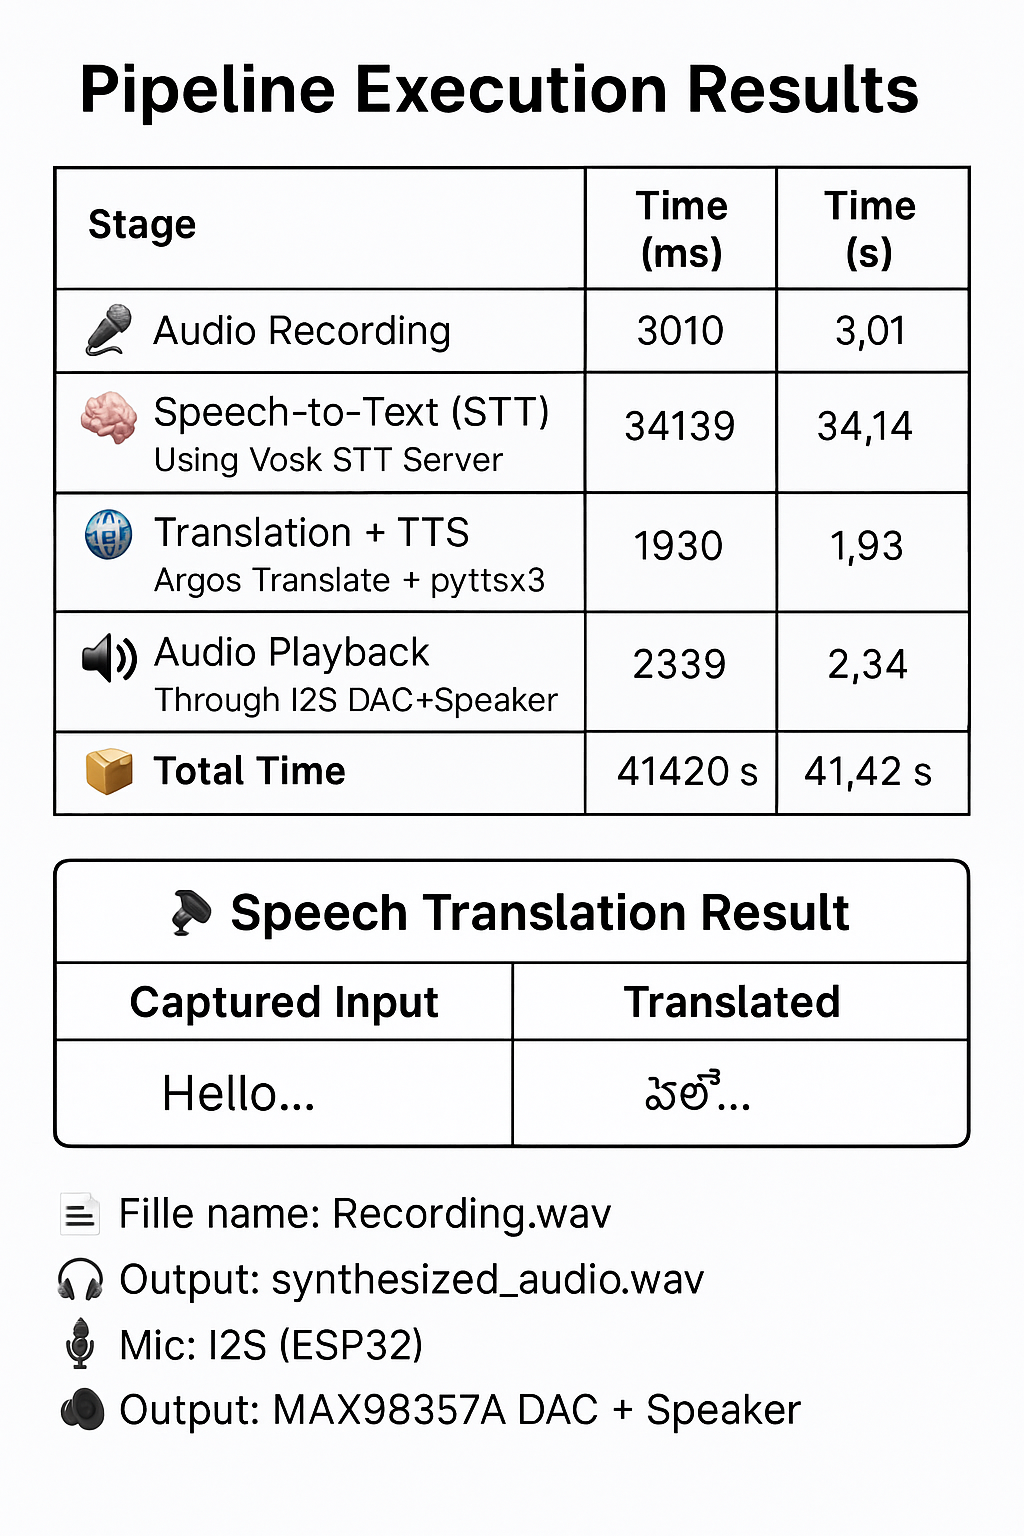 Pipeline Execution Results
Stage
Time
(ms)
Time
(s)
Audio Recording
3010
3,01
Speech-to-Text (STT)
Using Vosk STT Server
34139
34,14
Translation + TTS
Argos Translate + pyttsx3
1930
1,93
Audio Playback
Through I2S DAC+Speaker
2339
2,34
Total Time
41420 s
41,42 s
Speech Translation Result
Captured Input
Translated
Hello...
Fille name: Recording.wav
Output: synthesized_audio.wav
Mic: I2S (ESP32)
Output: MAX98357A DAC + Speaker